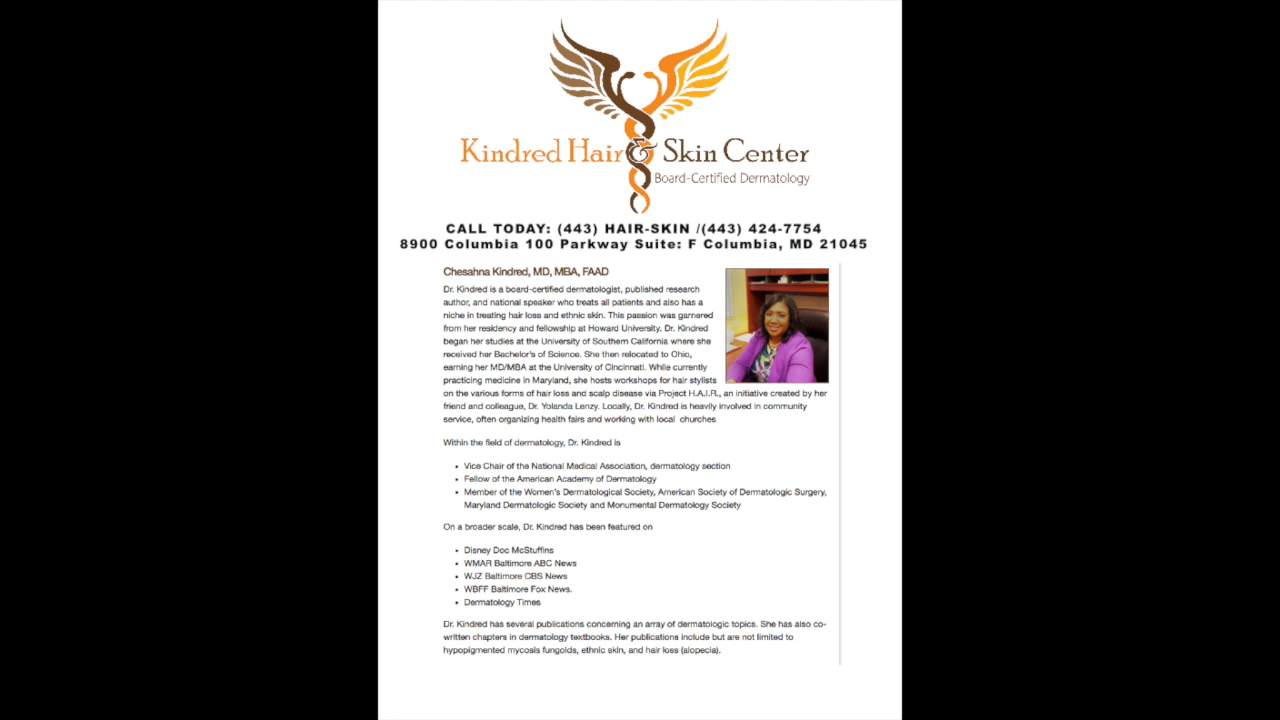 Kindred Hair & Skin Center
Board-Certified Dermatology
CALL TODAY: (443) HAIR-SKIN /(443) 424-7754
8900 Columbia 100 Parkway Suite: F Columbia, MD 21045
Chesahna Kindred, MD, MBA, FAAD
Dr. Kindred is a board-certified dermatologist, published research
author, and national speaker who treats all patients and also has a
niche in treating hair loss and ethnic skin. This passion was garnered
from her residency and fellowship at Howard University. Dr. Kindred
began her studies at the University of Southern California where she
received her Bachelor's of Science. She then relocated to Ohio,
earning her MD/MBA at the University of Cincinnati. While currently
practicing medicine in Maryland, she hosts workshops for hair stylists
on the various forms of hair loss and scalp disease via Project H.A.I.R., an initiative created by her
friend and colleague, Dr. Yolanda Lenzy. Locally, Dr. Kindred is heavily involved in community
service, often organizing health fairs and working with local churches
Within the field of dermatology, Dr. Kindred is
• Vice Chair of the National Medical Association, dermatology section
• Fellow of the American Academy of Dermatology
• Member of the Women's Dermatological Society, American Society of Dermatologic Surgery,
Maryland Dermatologic Society and Monumental Dermatology Society
On a broader scale, Dr. Kindred has been featured on
• Disney Doc McStuffins
• WMAR Baltimore ABC News
• WJZ Baltimore CBS News
• WBFF Baltimore Fox News.
• Dermatology Times
Dr. Kindred has several publications concerning an array of dermatologic topics. She has also co-
written chapters in dermatology textbooks. Her publications include but are not limited to
hypopigmented mycosis fungoids, ethnic skin, and hair loss (alopecia).